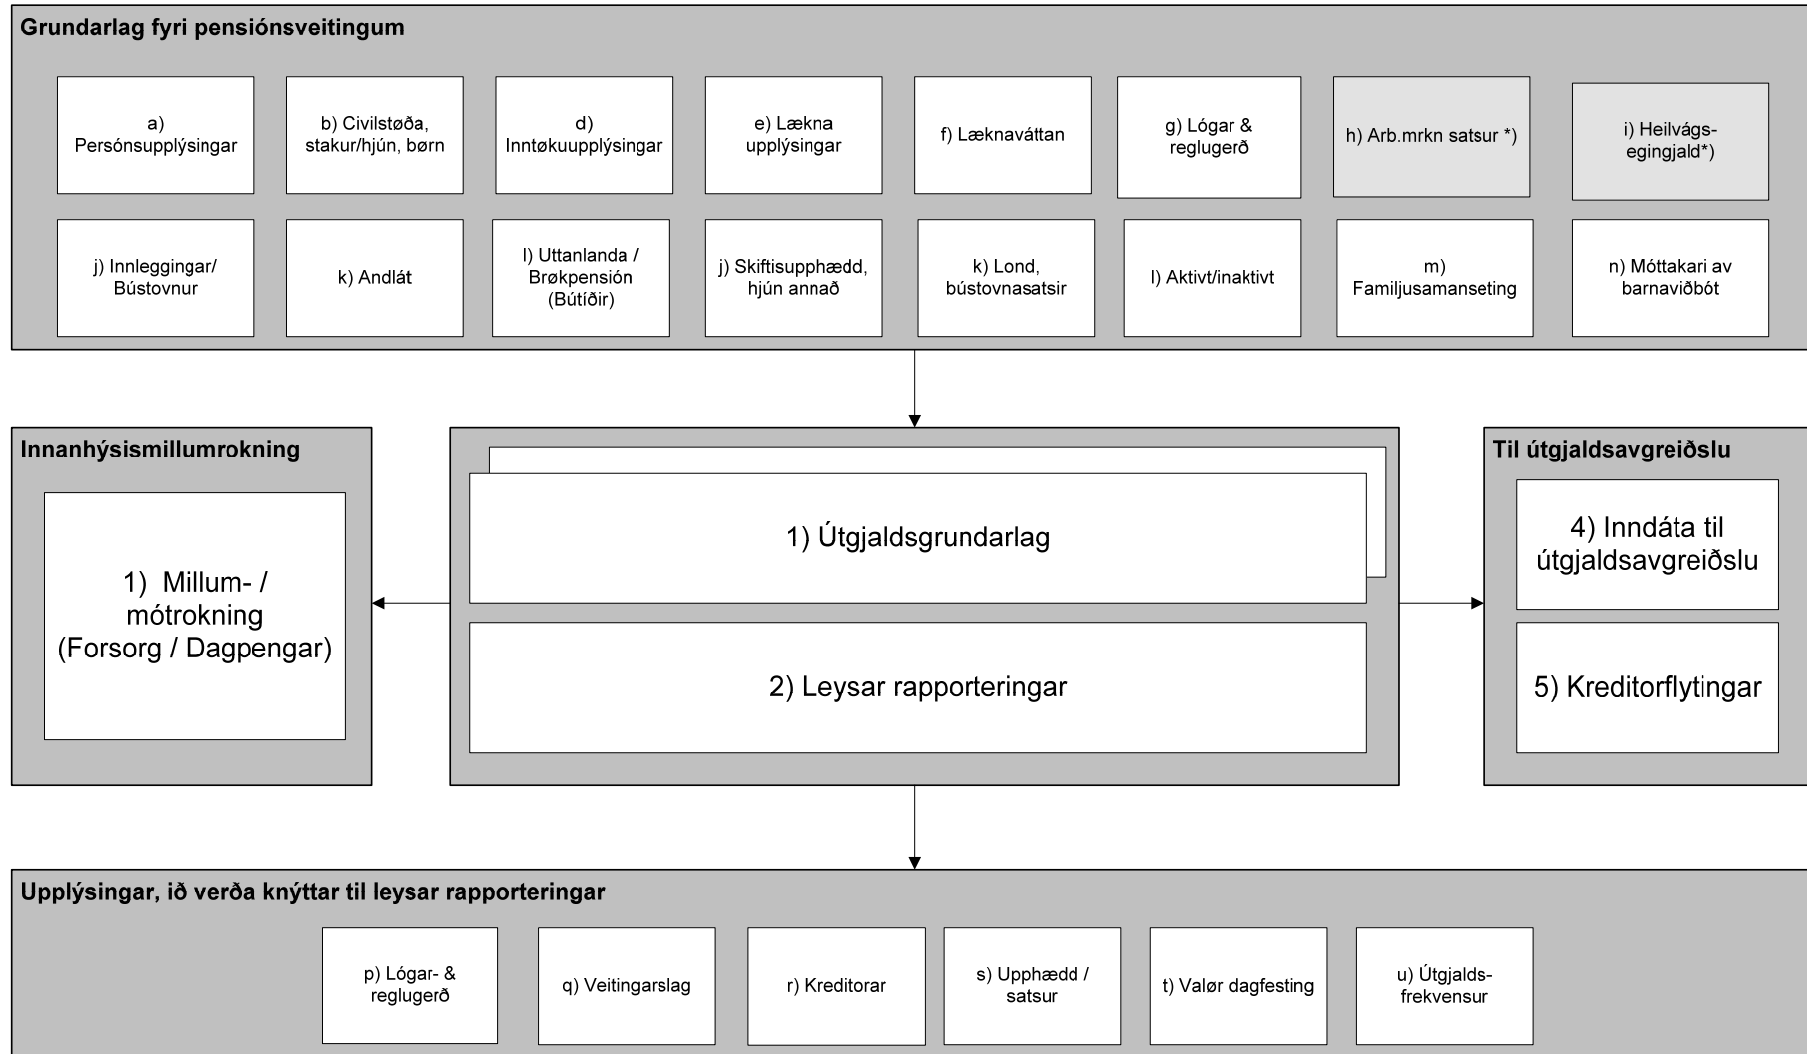 Grundarlag fyri pensiónsveitingum
a)
Persónsupplýsingar
b) Civilstøða,
stakur/hjún, børn
d)
Inntøkuupplýsingar
e) Lækna
upplýsingar
f) Læknaváttan
g) Lógar &
reglugerð
h) Arb.mrkn satsur *)
i) Heilvágs-
egingjald*)
j) Innleggingar/
Bústovnur
k) Andlát
l) Uttanlanda /
Brøkpensión
(Bútíðir)
j) Skiftisupphædd,
hjún annað
k) Lond,
bústovnasatsir
l) Aktivt/inaktivt
m)
Familjusamanseting
n) Móttakari av
barnaviðbót
Innanhýsismillumrokning
1) Millum- /
mótrokning
(Forsorg / Dagpengar)
1) Útgjaldsgrundarlag
2) Leysar rapporteringar
Til útgjaldsavgreiðslu
4) Inndáta til
útgjaldsavgreiðslu
5) Kreditorflytingar
Upplýsingar, ið verða knýttar til leysar rapporteringar
p) Lógar- &
reglugerð
q) Veitingarslag
r) Kreditorar
s) Upphædd /
satsur
t) Valør dagfesting
u) Útgjalds-
frekvensur